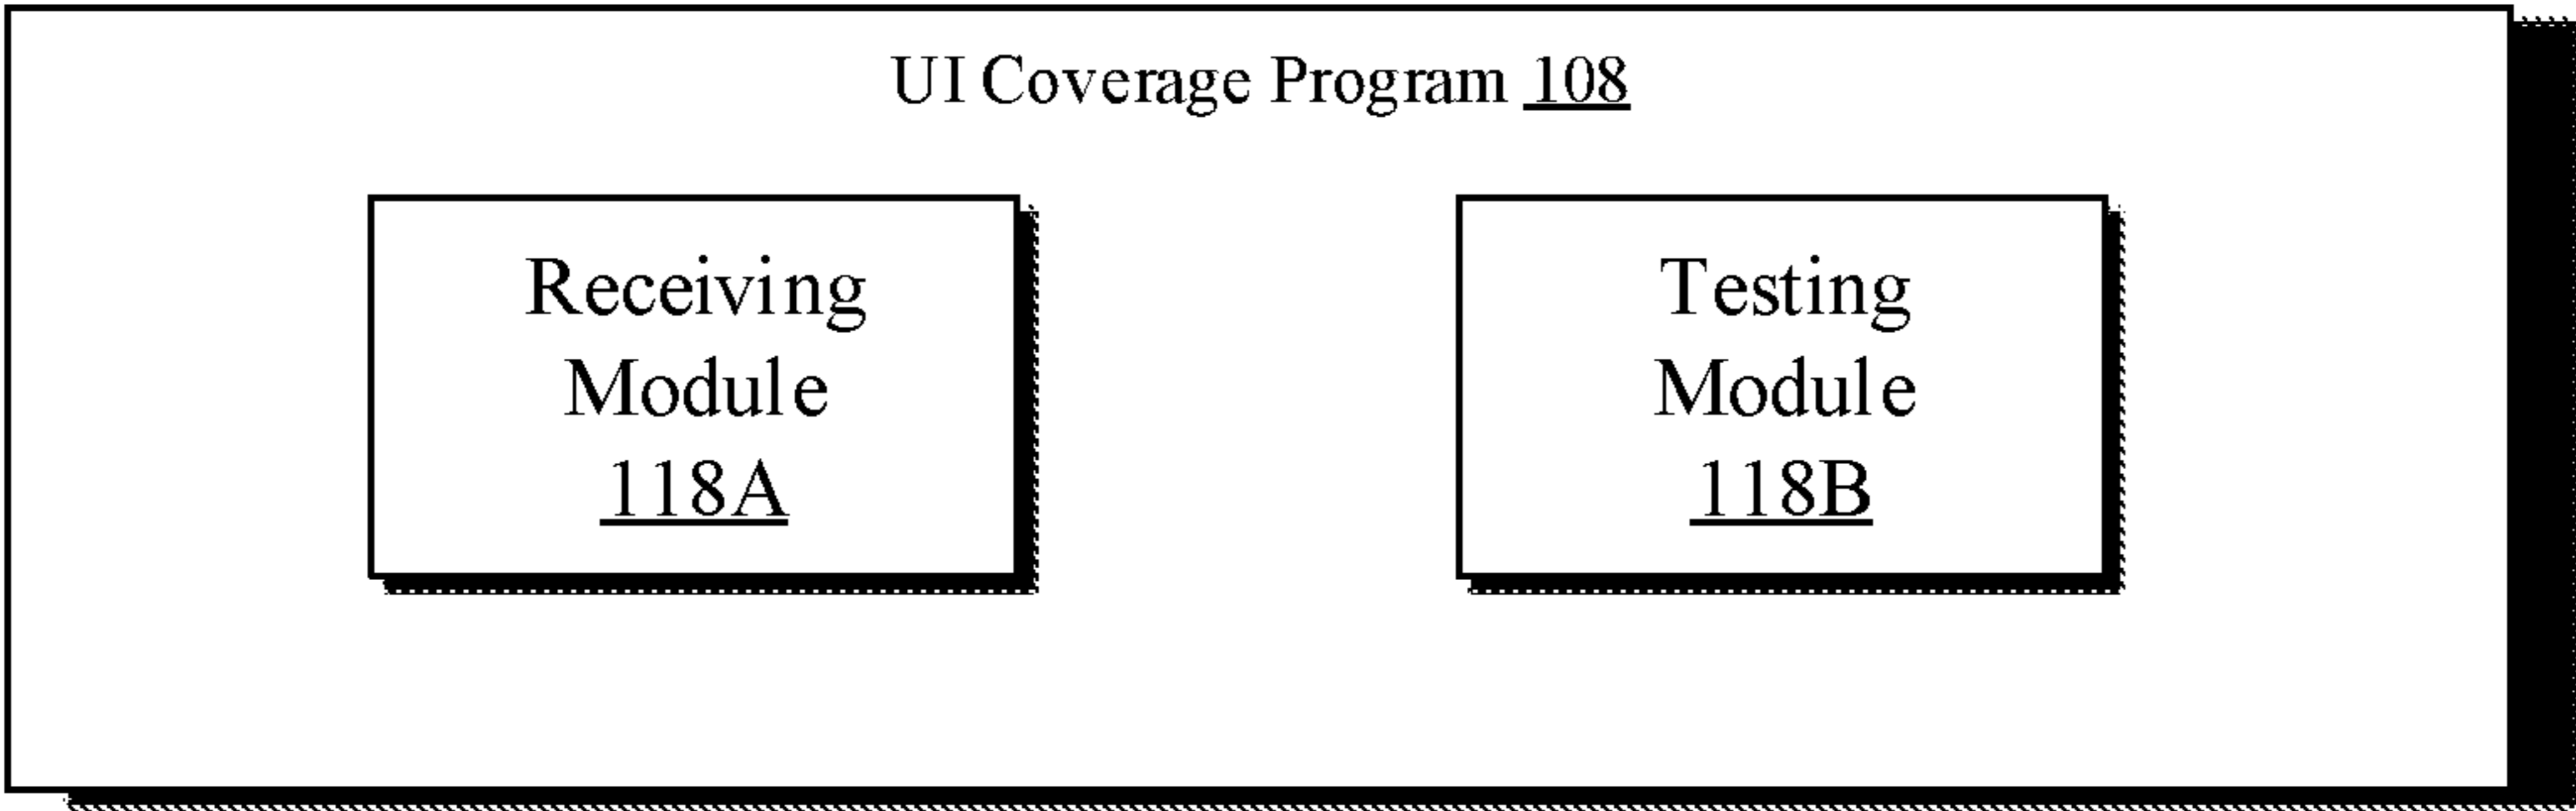 UI Coverage Program 108
Receiving
Module
118A
Testing
Module
118B